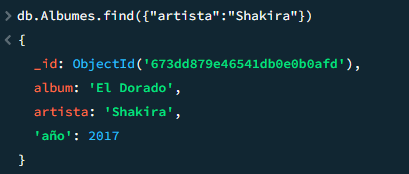 > db.Albumes.find({"artista":"Shakira"})
< {
_id: ObjectId('673dd879e46541db0e0b0afd'),
album: 'El Dorado',
artista: 'Shakira',
'año': 2017
}